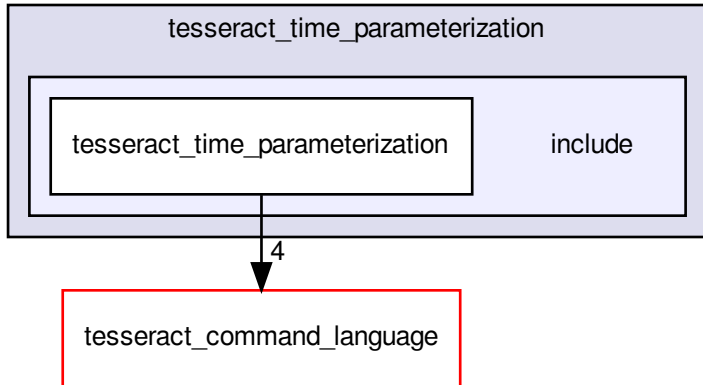 tesseract_time_parameterization
tesseract_time_parameterization
include
4
tesseract_command_language